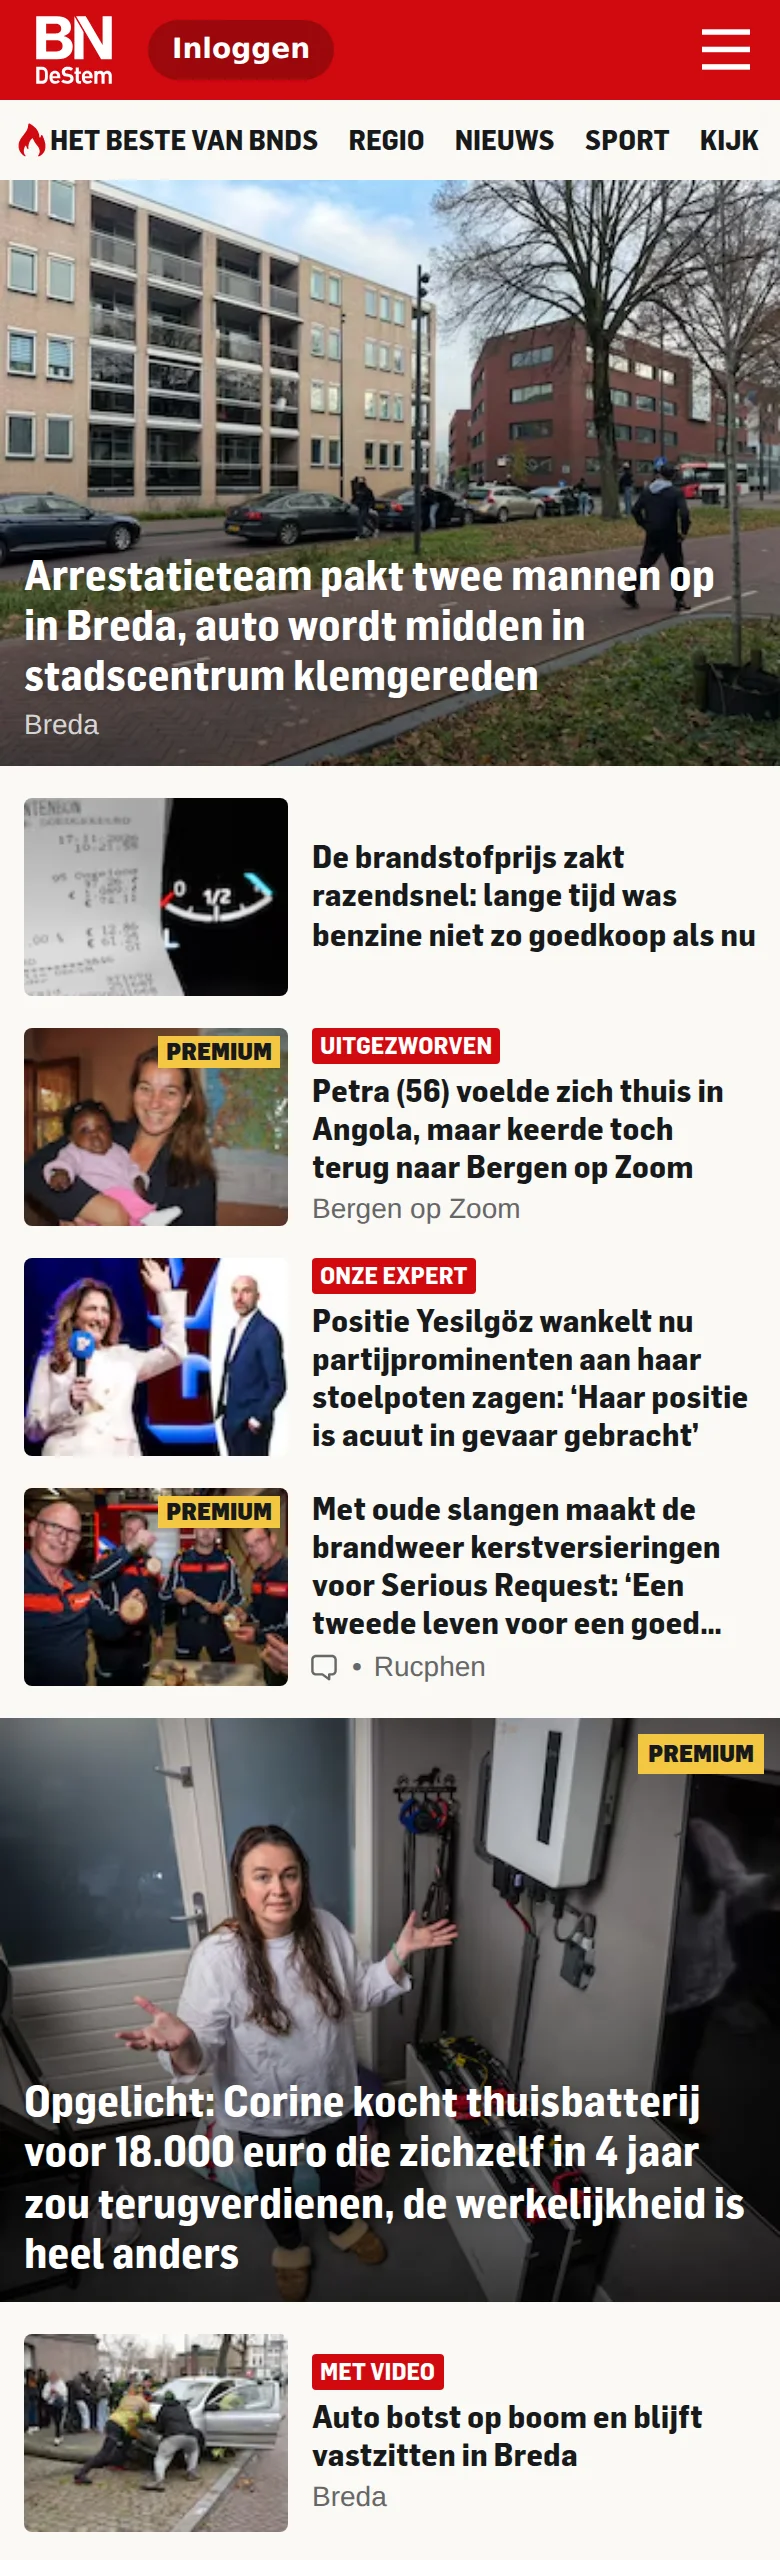 BN
DeStem
Inloggen
HET BESTE VAN BNDS REGIO NIEUWS SPORT KIJK
Arrestatieteam pakt twee mannen op
in Breda, auto wordt midden in
stadscentrum klemgereden
Breda
0 1/2
De brandstofprijs zakt
razendsnel: lange tijd was
benzine niet zo goedkoop als nu
PREMIUM
UITGEZWORVEN
Petra (56) voelde zich thuis in
Angola, maar keerde toch
terug naar Bergen op Zoom
Bergen op Zoom
ONZE EXPERT
Positie Yesilgöz wankelt nu
partijprominenten aan haar
stoelpoten zagen: ‘Haar positie
is acuut in gevaar gebracht’
PREMIUM
Met oude slangen maakt de
brandweer kerstversieringen
voor Serious Request: ‘Een
tweede leven voor een goed...
• Rucphen
PREMIUM
Opgelicht: Corine kocht thuisbatterij
voor 18.000 euro die zichzelf in 4 jaar
zou terugverdienen, de werkelijkheid is
heel anders
MET VIDEO
Auto botst op boom en blijft
vastzitten in Breda
Breda